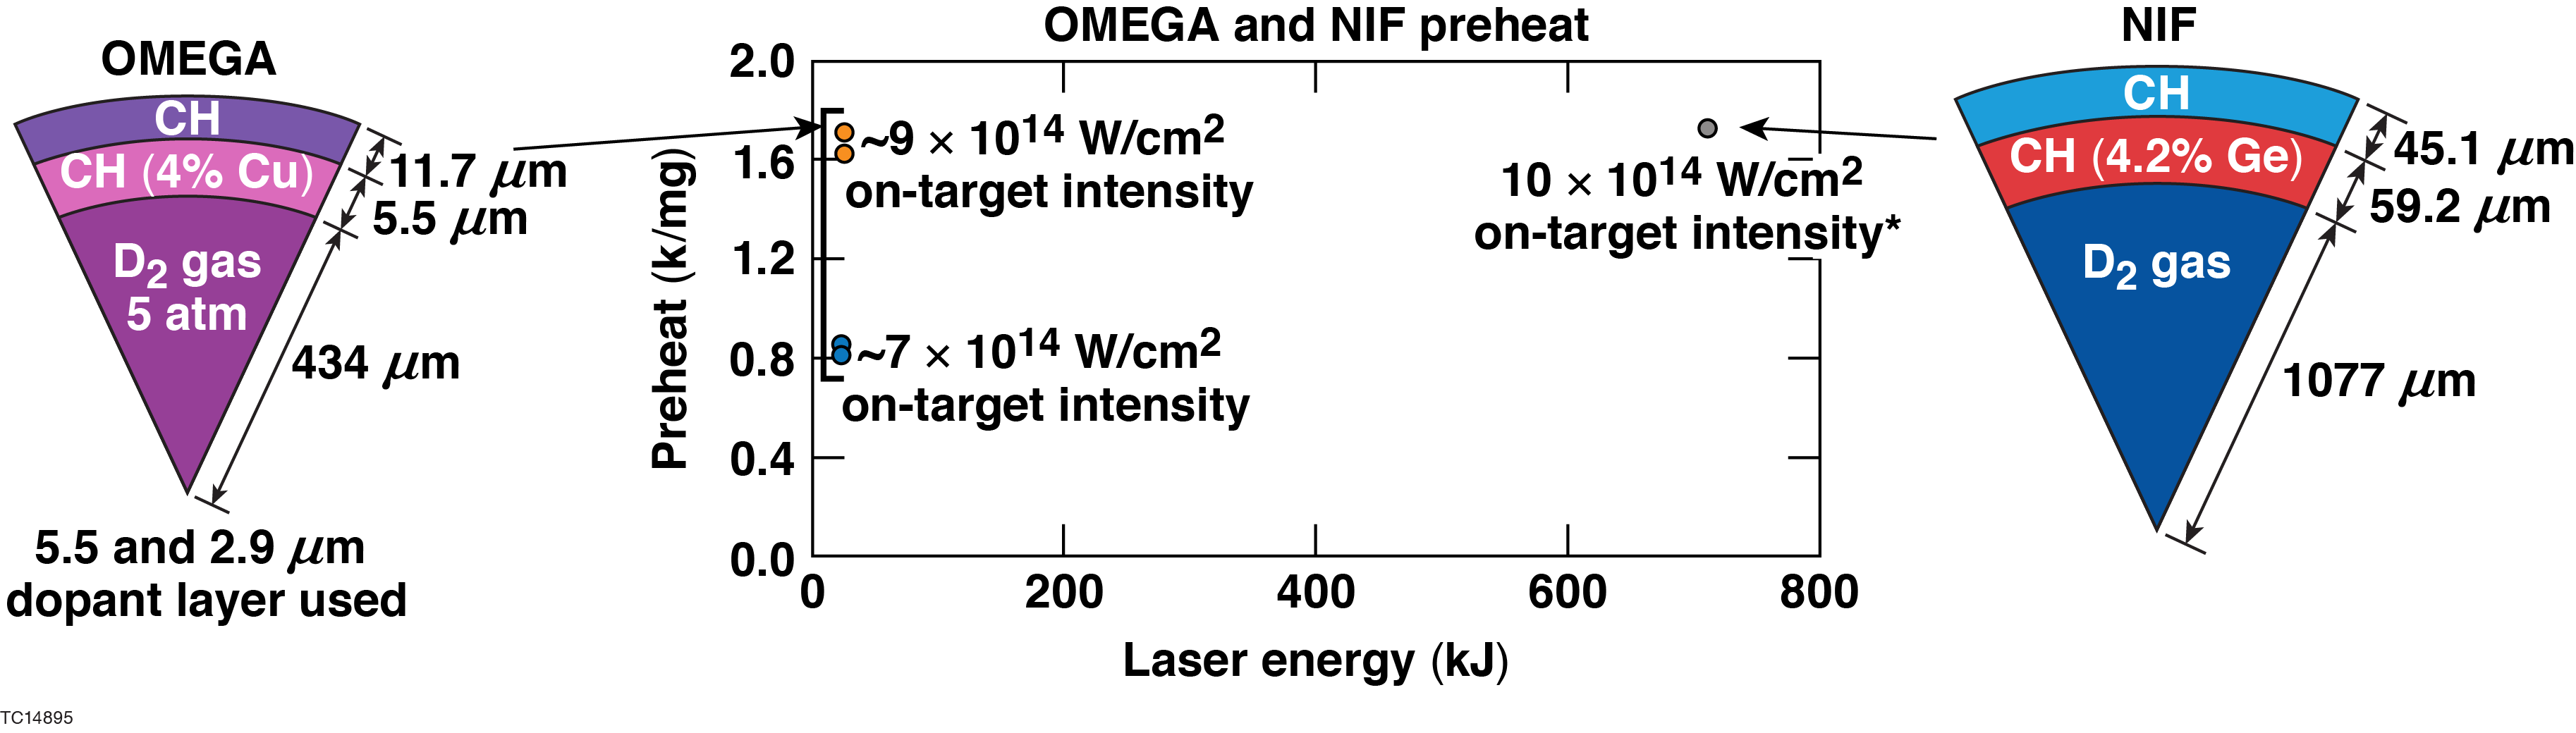 OMEGA
CH
CH (4% Cu)
D2 gas
5 atm
11.7 μm
5.5 μm
434 μm
5.5 and 2.9 μm
dopant layer used
OMEGA and NIF preheat
Preheat (k/mg)
2.0
1.6
1.2
0.8
0.4
0.0
~9 × 10^14 W/cm^2
on-target intensity
~7 × 10^14 W/cm^2
on-target intensity
10 × 10^14 W/cm^2
on-target intensity*
0 200 400 600 800
Laser energy (kJ)
NIF
CH
CH (4.2% Ge)
D2 gas
45.1 μm
59.2 μm
1077 μm
TC14895